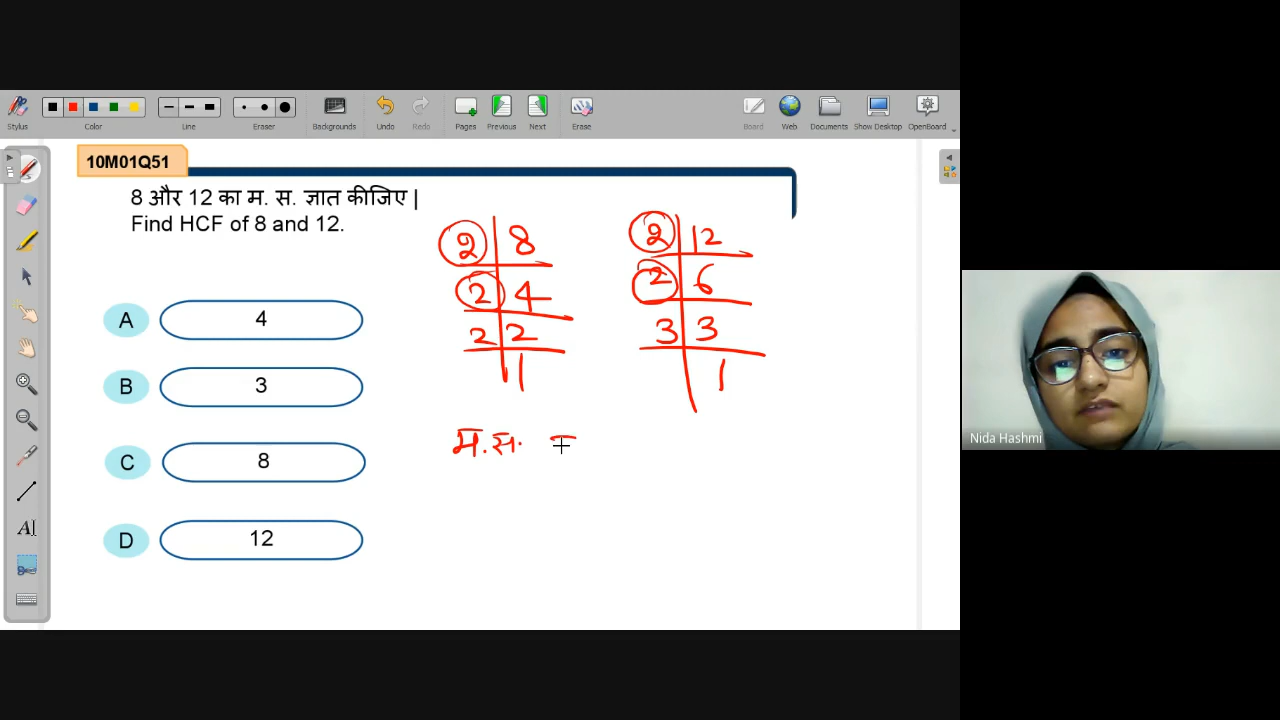 Stylus
Color
Line
Eraser
Backgrounds
Undo
Redo
Pages
Previous
Next
Erase
Board
Web
Documents
Show Desktop
OpenBoard
10M01Q51
8 और 12 का म. स. ज्ञात कीजिए |
Find HCF of 8 and 12.
A 4
B 3
C 8
D 12
2 8
2 4
2 2
1
2 12
2 6
3 3
1
म.स.
AI
Nida Hashmi